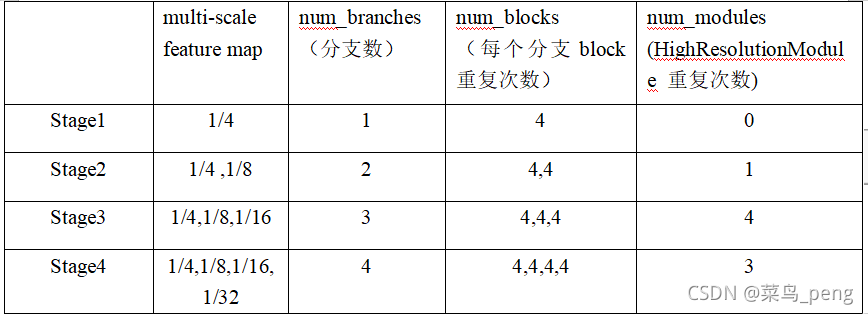 multi-scale feature map
num_branches
（分支数）
num_blocks
（每个分支 block
重复次数）
num_modules
(HighResolutionModul
e 重复次数)
Stage1
1/4
1
4
0
Stage2
1/4 ,1/8
2
4,4
1
Stage3
1/4,1/8,1/16
3
4,4,4
4
Stage4
1/4,1/8,1/16,
1/32
4
4,4,4,4
3
CSDN @菜鸟_peng